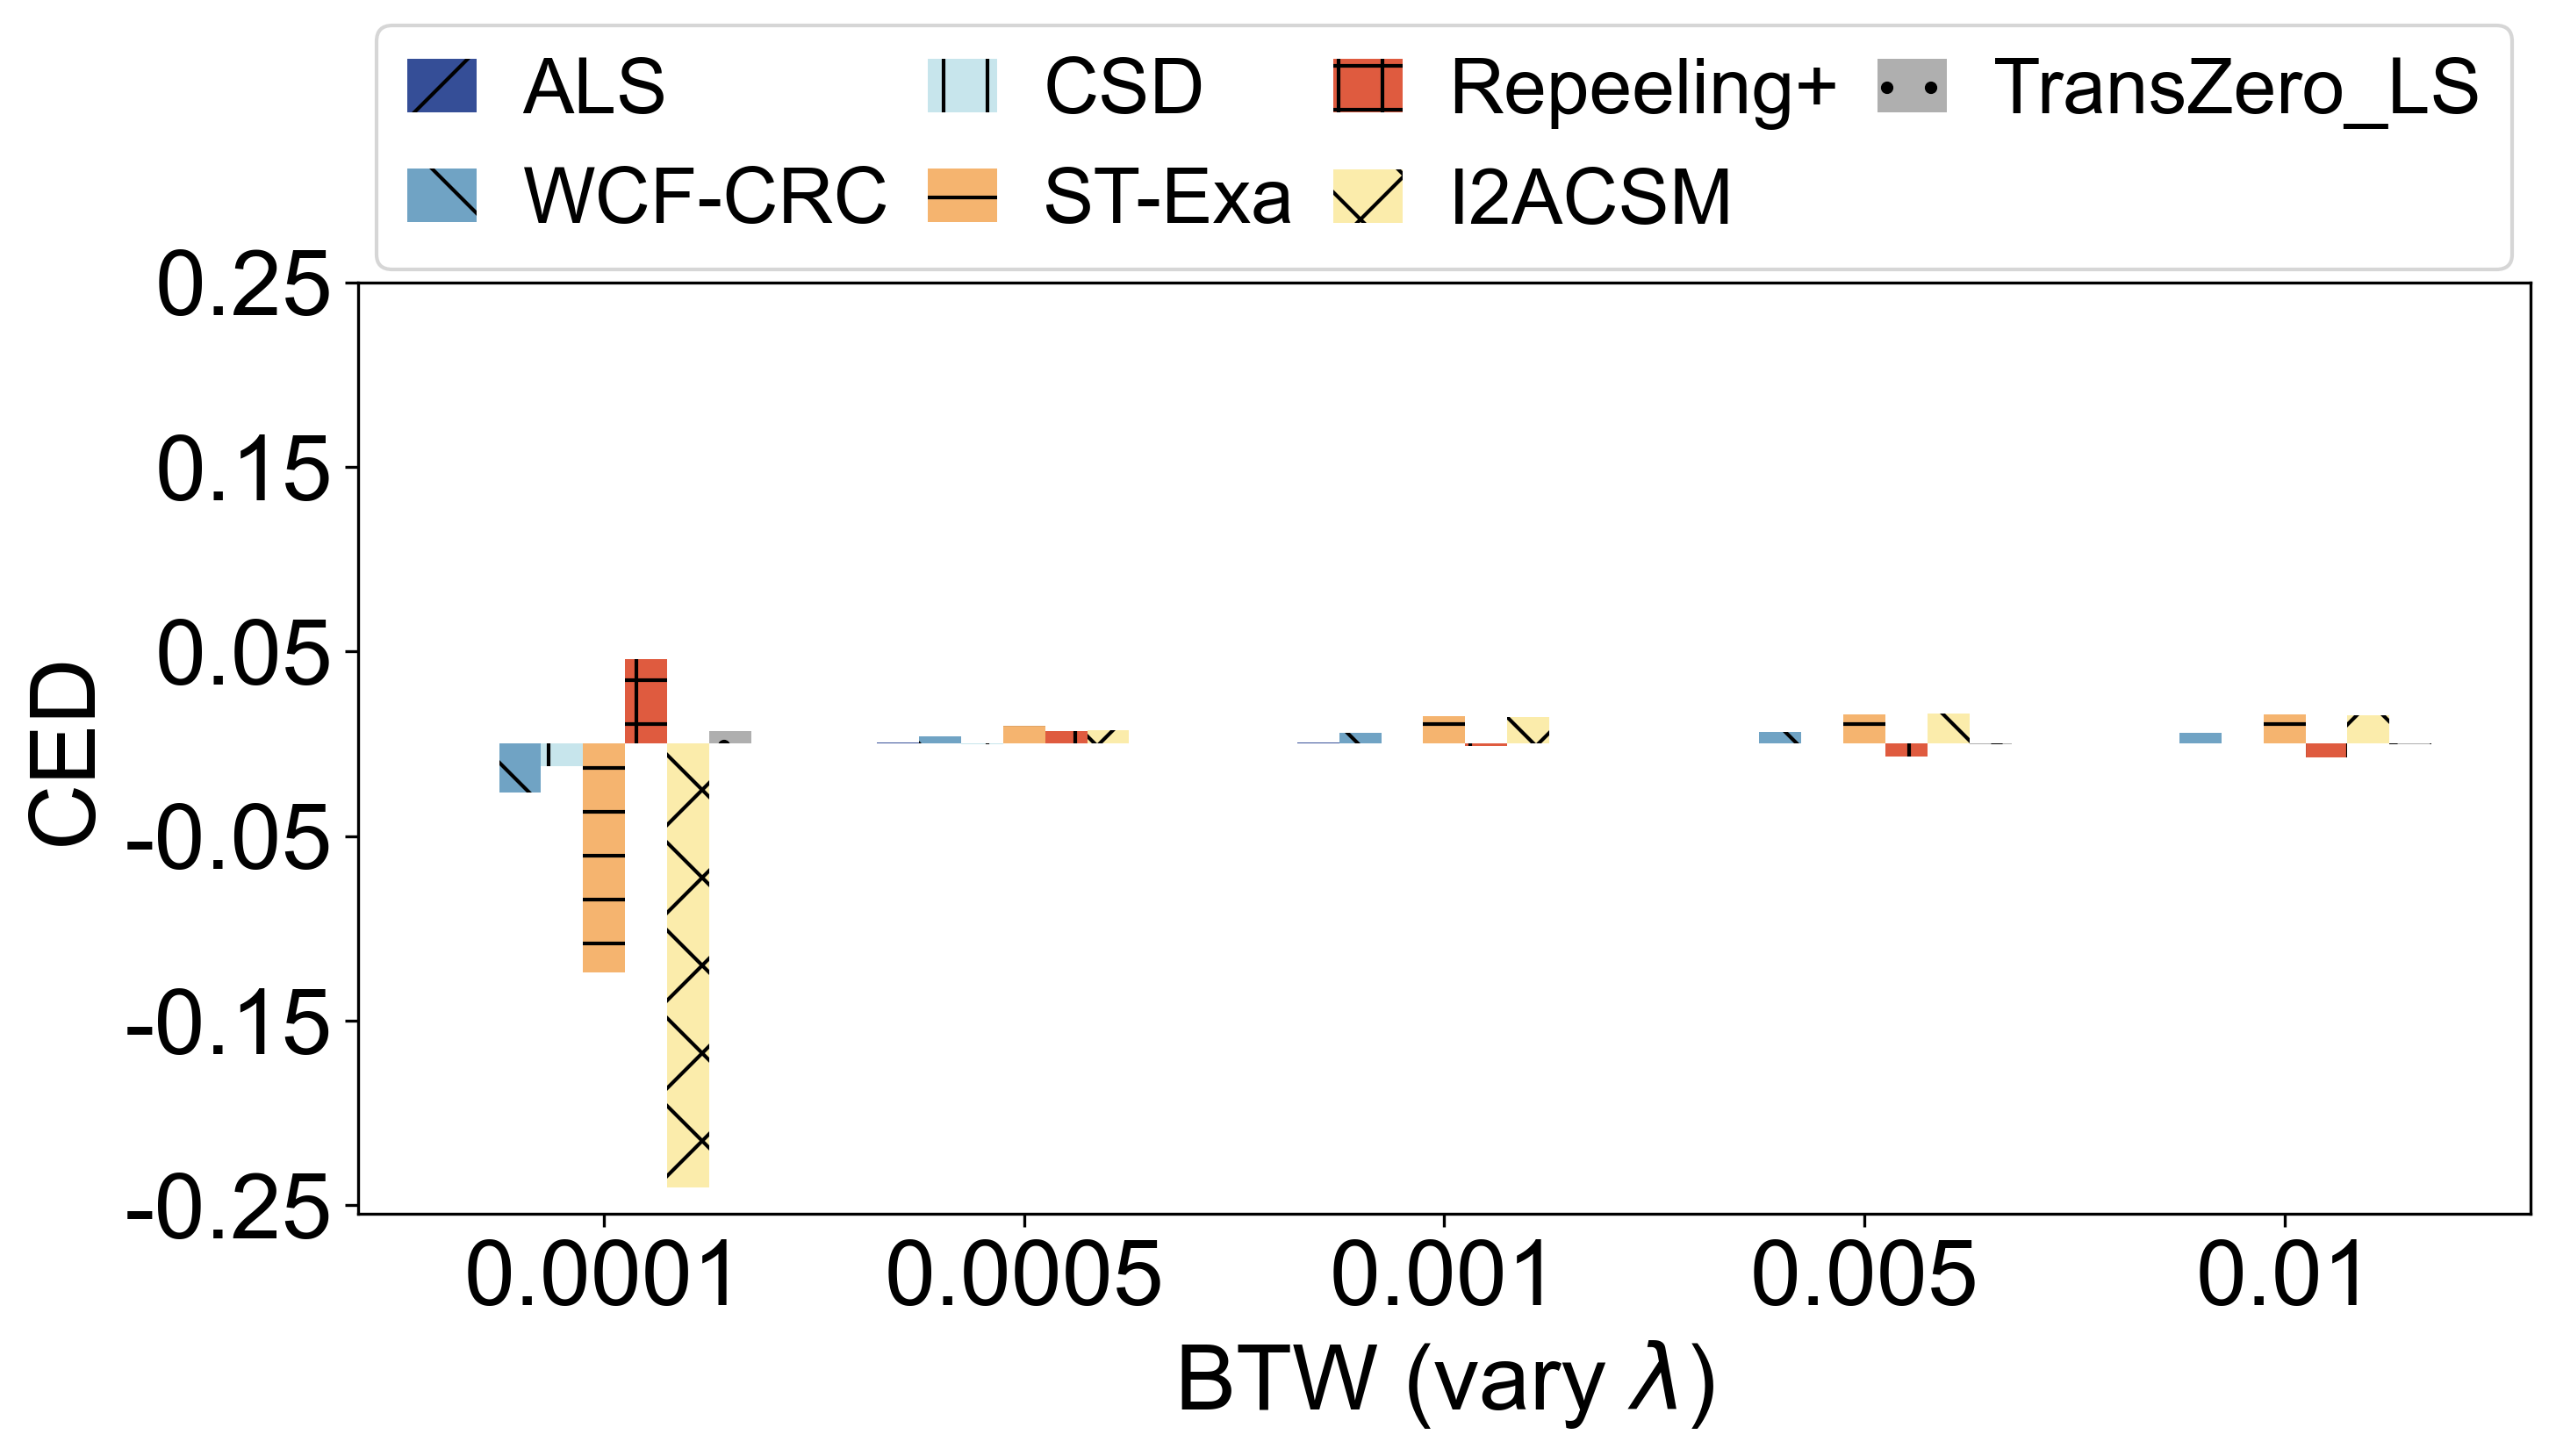 ALS
CSD
Repeeling+
TransZero_LS
WCF-CRC
ST-Exa
I2ACSM
0.25
0.15
0.05
-0.05
-0.15
-0.25
CED
0.0001
0.0005
0.001
0.005
0.01
BTW (vary λ)